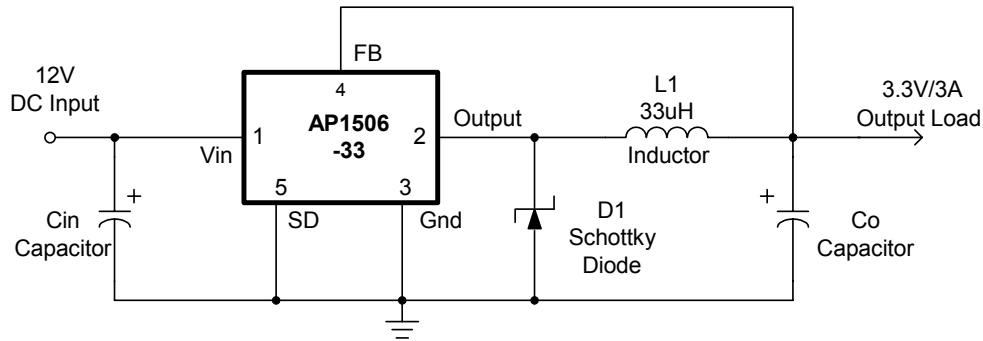 FB
12V
DC Input
4
L1
33uH
3.3V/3A
Output Load
1
AP1506
-33
2
Output
Vin
Inductor
5
3
SD
Gnd
+
Cin
Capacitor
D1
Schottky
Diode
+
Co
Capacitor